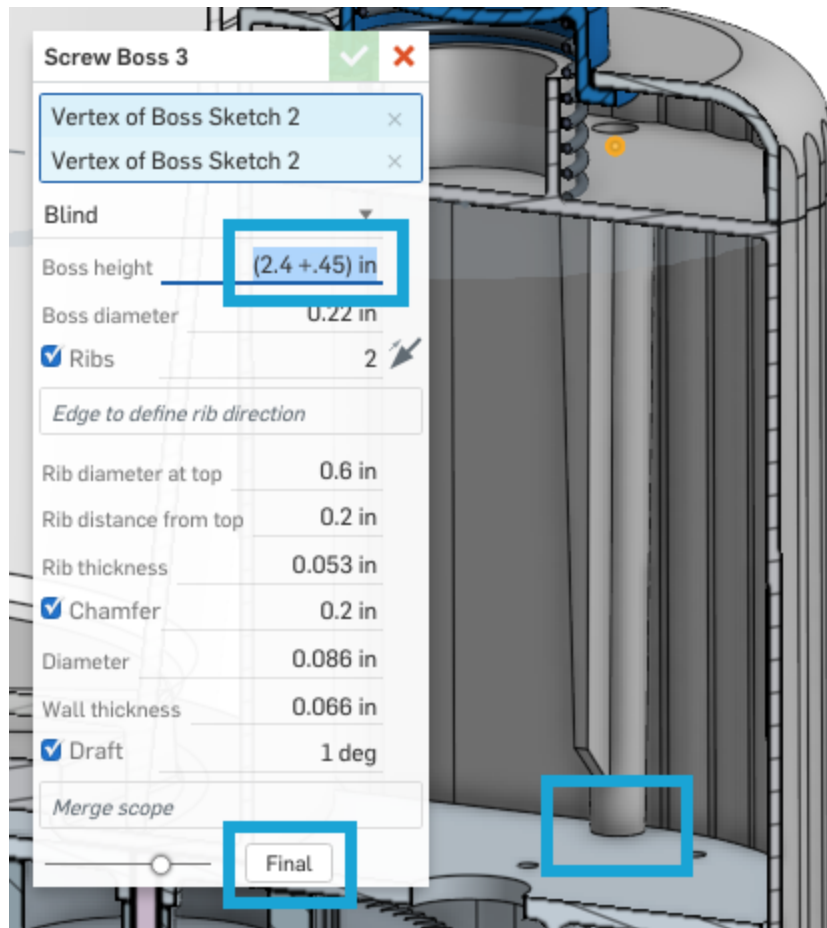 Screw Boss 3
Vertex of Boss Sketch 2
Vertex of Boss Sketch 2
Blind
Boss height (2.4 +.45) in
Boss diameter 0.22 in
Ribs 2
Edge to define rib direction
Rib diameter at top 0.6 in
Rib distance from top 0.2 in
Rib thickness 0.053 in
Chamfer 0.2 in
Diameter 0.086 in
Wall thickness 0.066 in
Draft 1 deg
Merge scope
Final